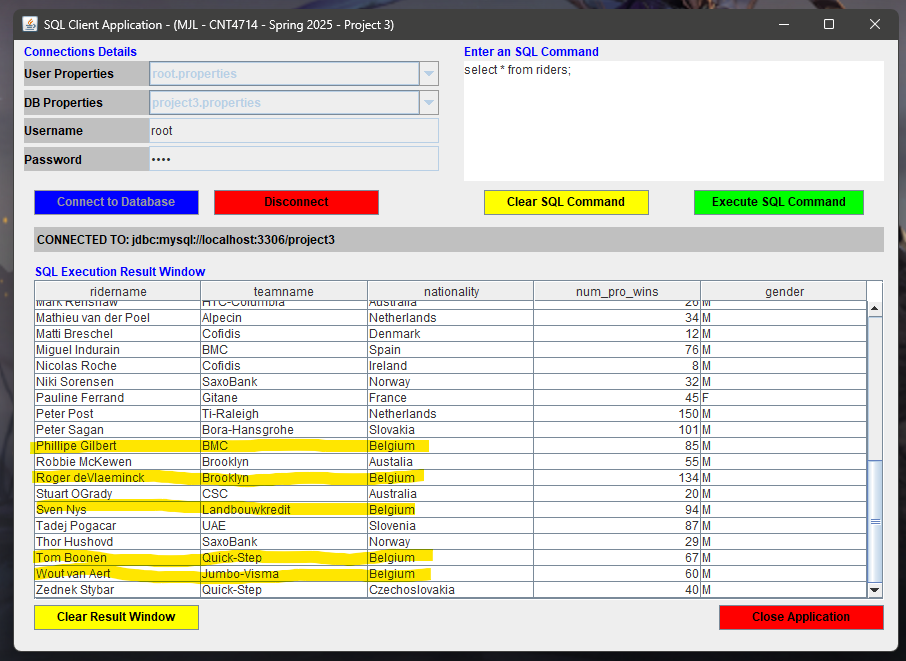 SQL Client Application - (MJL - CNT4714 - Spring 2025 - Project 3)
Connections Details
User Properties root.properties
DB Properties project3.properties
Username root
Password ••••
Enter an SQL Command
select * from riders;
Connect to Database Disconnect Clear SQL Command Execute SQL Command
CONNECTED TO: jdbc:mysql://localhost:3306/project3
SQL Execution Result Window
ridername teamname nationality num_pro_wins gender
Mark Renshaw HTC-Columbia Australia 20 M
Mathieu van der Poel Alpecin Netherlands 34 M
Matti Breschel Cofidis Denmark 12 M
Miguel Indurain BMC Spain 76 M
Nicolas Roche Cofidis Ireland 8 M
Niki Sorensen SaxoBank Norway 32 M
Pauline Ferrand Gitane France 45 F
Peter Post Ti-Raleigh Netherlands 150 M
Peter Sagan Bora-Hansgrohe Slovakia 101 M
Phillipe Gilbert BMC Belgium 85 M
Robbie McKewen Brooklyn Austalia 55 M
Roger deVlaeminck Brooklyn Belgium 134 M
Stuart OGrady CSC Australia 20 M
Sven Nys Landbouwkredit Belgium 94 M
Tadej Pogacar UAE Slovenia 87 M
Thor Hushovd SaxoBank Norway 29 M
Tom Boonen Quick-Step Belgium 67 M
Wout van Aert Jumbo-Visma Belgium 60 M
Zednek Stybar Quick-Step Czechoslovakia 40 M
Clear Result Window Close Application